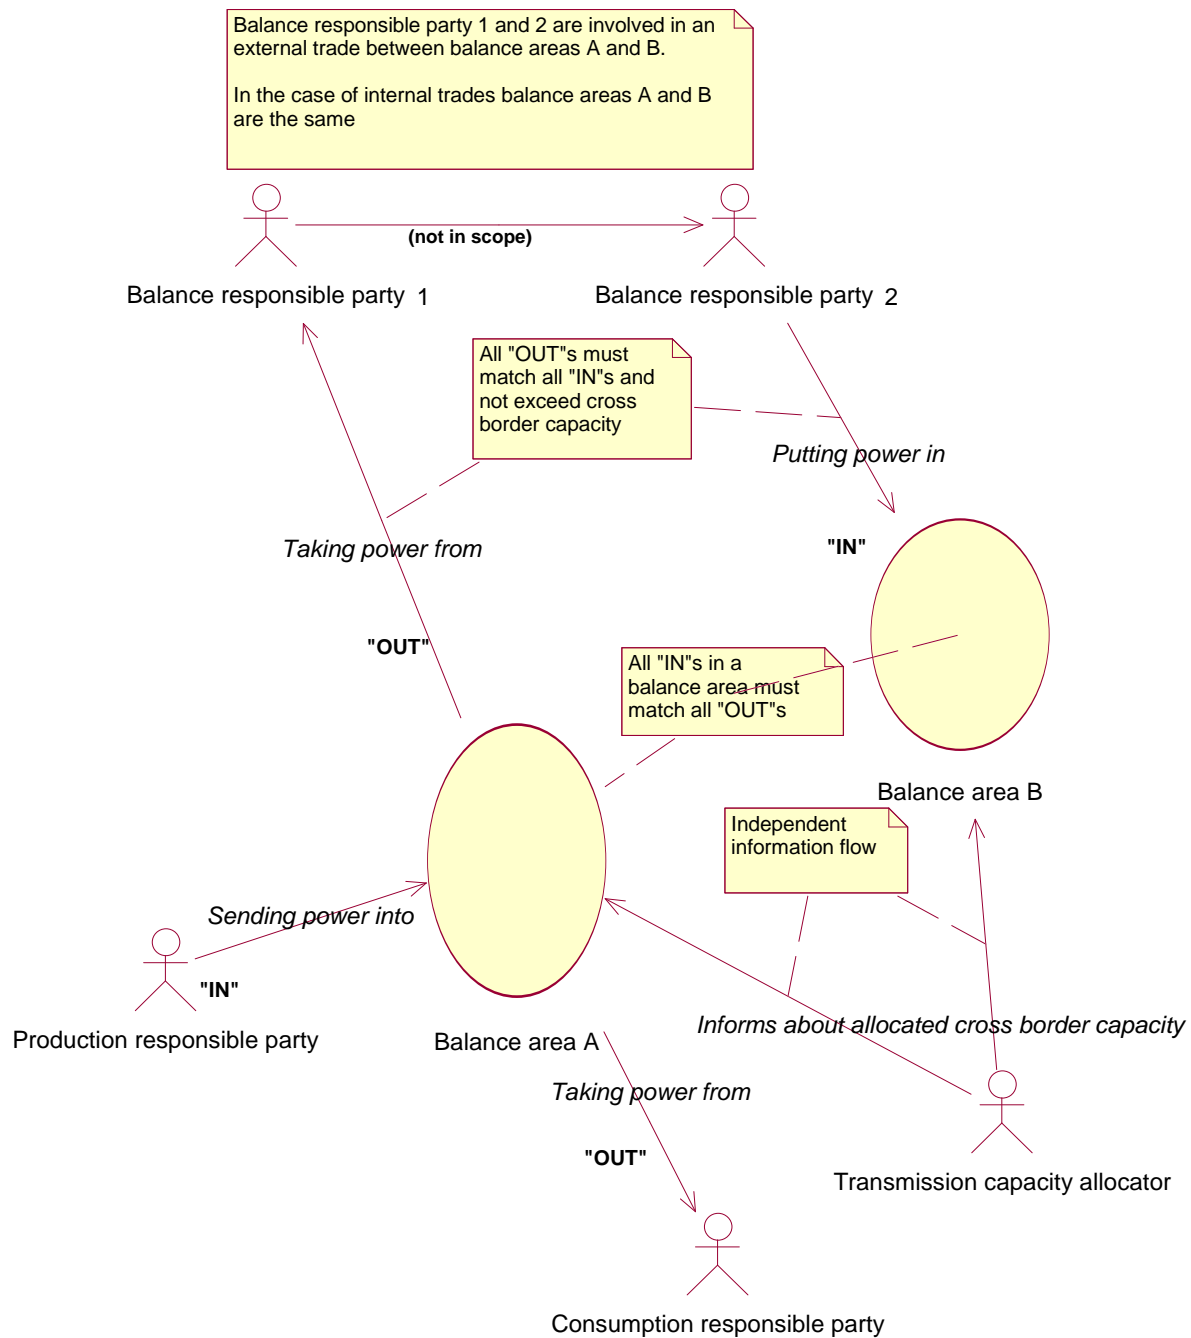 Balance responsible party 1 and 2 are involved in an
external trade between balance areas A and B.
In the case of internal trades balance areas A and B
are the same
(not in scope)
Balance responsible party 1
Balance responsible party 2
All "OUT"s must
match all "IN"s and
not exceed cross
border capacity
Putting power in
Taking power from
"IN"
"OUT"
All "IN"s in a
balance area must
match all "OUT"s
Balance area B
Independent
information flow
Sending power into
"IN"
Production responsible party
Balance area A
Informs about allocated cross border capacity
Taking power from
"OUT"
Transmission capacity allocator
Consumption responsible party